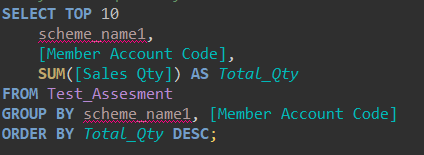 SELECT TOP 10
scheme_name1,
[Member Account Code],
SUM([Sales Qty]) AS Total_Qty
FROM Test_Assesment
GROUP BY scheme_name1, [Member Account Code]
ORDER BY Total_Qty DESC;